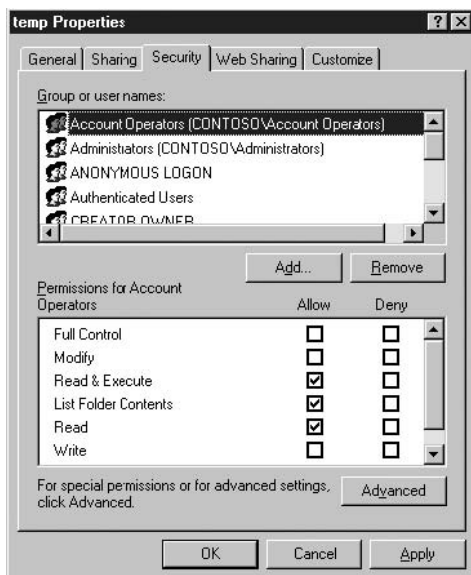 temp Properties
General Sharing Security Web Sharing Customize
Group or user names:
Account Operators (CONTOSO\Account Operators)
Administrators (CONTOSO\Administrators)
ANONYMOUS LOGON
Authenticated Users
CREATOR OWNER
Add... Remove
Permissions for Account
Operators Allow Deny
Full Control
Modify
Read & Execute
List Folder Contents
Read
Write
For special permissions or for advanced settings,
click Advanced.
Advanced
OK Cancel Apply